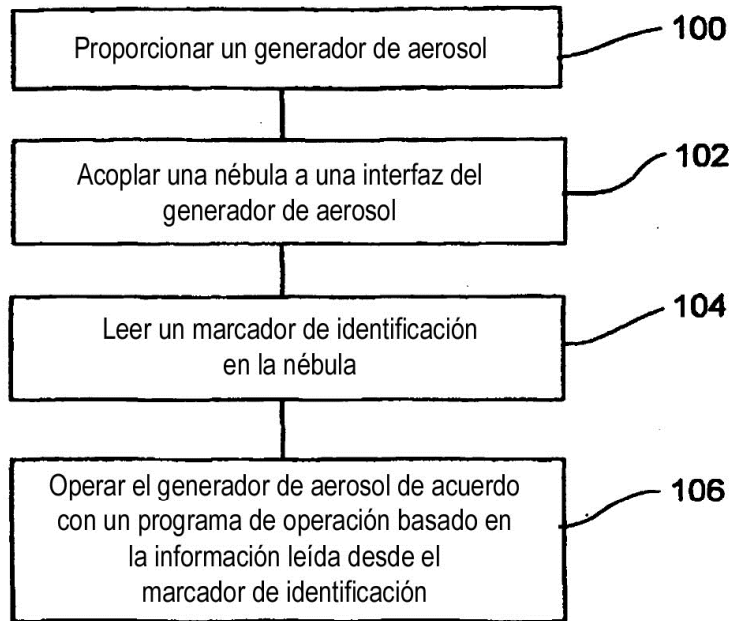 Proporcionar un generador de aerosol
100
Acoplar una nébula a una interfaz del
generador de aerosol
102
Leer un marcador de identificación
en la nébula
104
Operar el generador de aerosol de acuerdo
con un programa de operación basado en
la información leída desde el
marcador de identificación
106